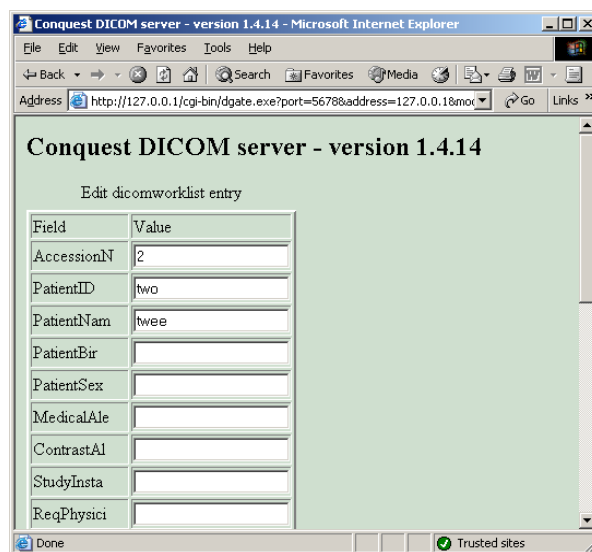 Conquest DICOM server - version 1.4.14 - Microsoft Internet Explorer
File Edit View Favorites Tools Help
Back Search Favorites Media
Address http://127.0.0.1/cgi-bin/dgate.exe?port=5678&address=127.0.0.1&mod Go Links »
Conquest DICOM server - version 1.4.14
Edit dicomworklist entry
Field Value
AccessionN 2
PatientID two
PatientNam twee
PatientBir
PatientSex
MedicalAle
ContrastAl
StudyInsta
ReqPhysici
Done Trusted sites